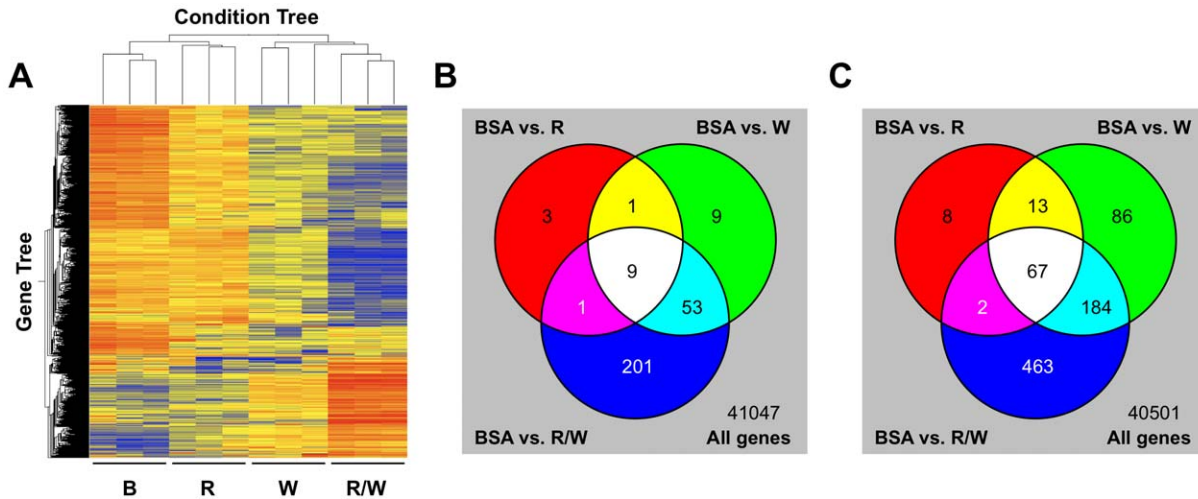 Condition Tree
A
Gene Tree
B R W R/W
B
BSA vs. R BSA vs. W
3 1 9
9
1 53
201
41047
BSA vs. R/W All genes
C
BSA vs. R BSA vs. W
8 13 86
67
2 184
463
40501
BSA vs. R/W All genes